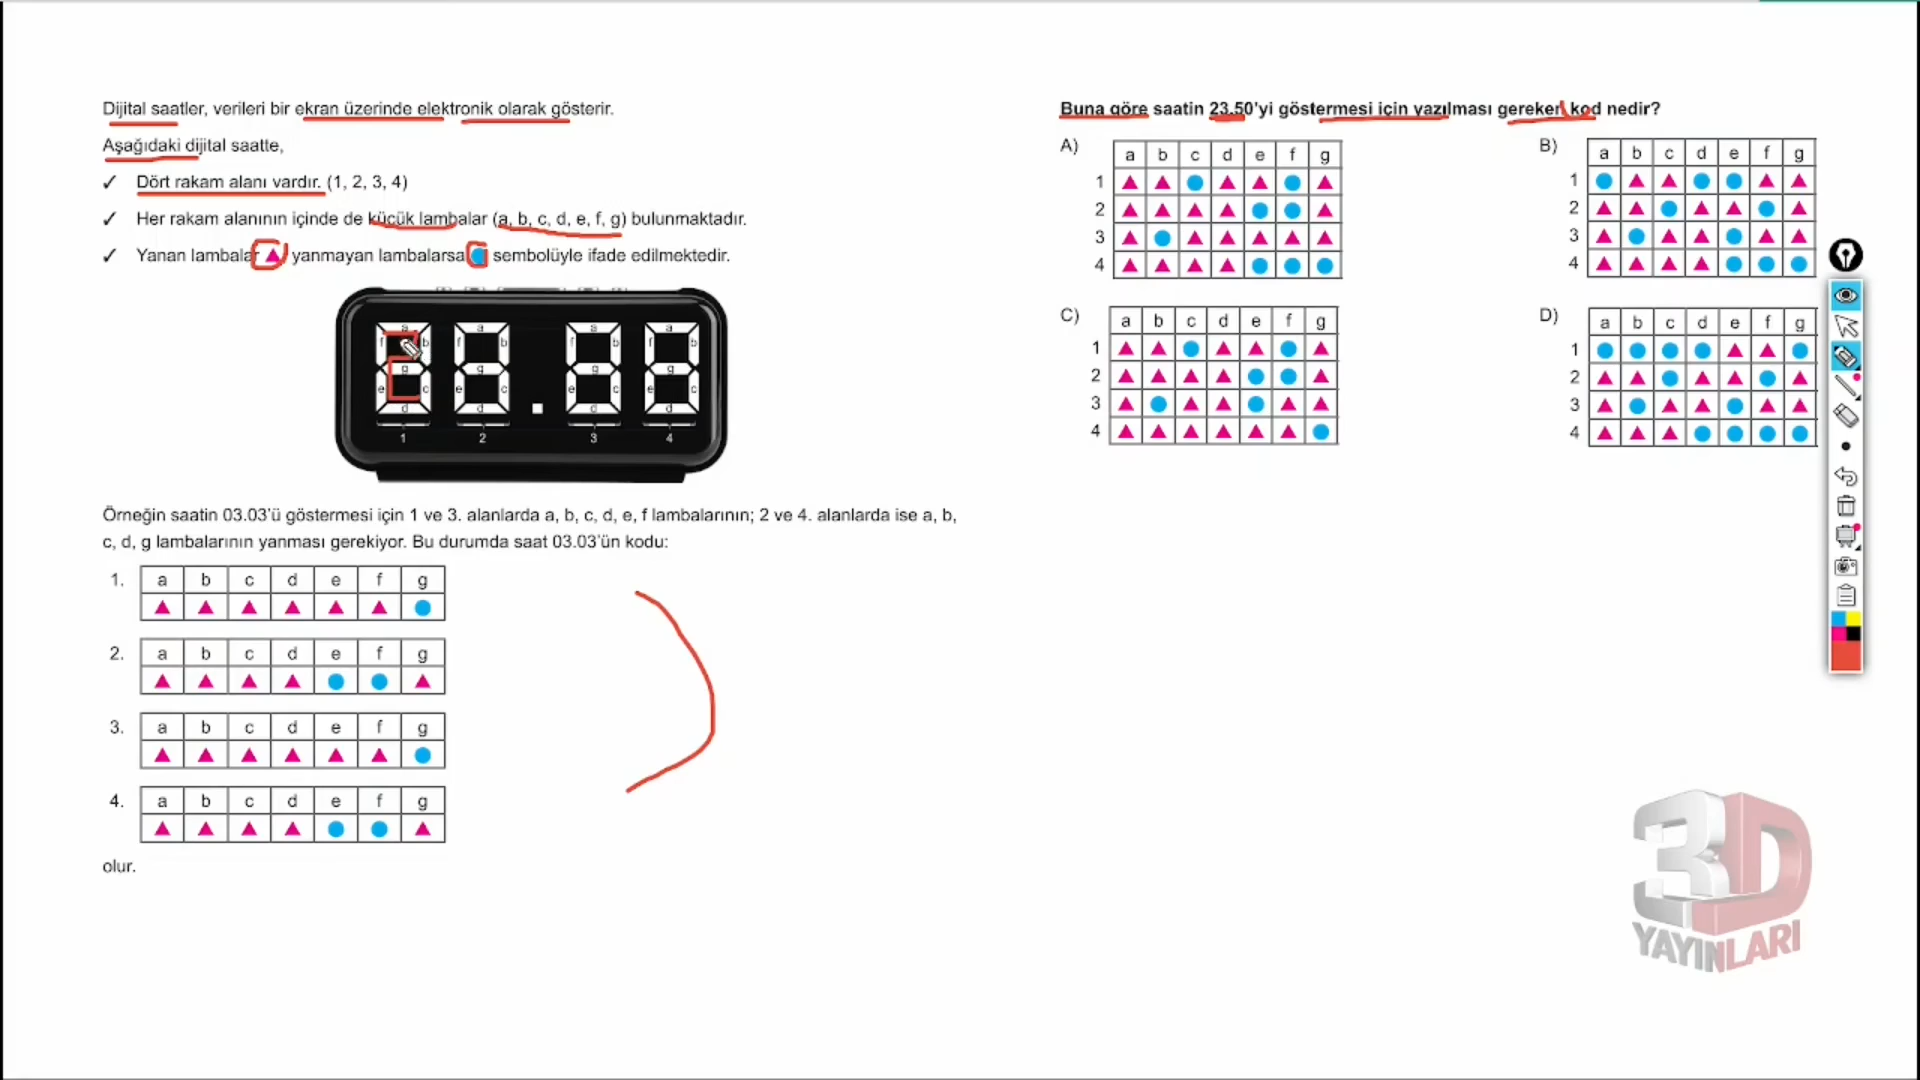 Dijital saatler, verileri bir ekran üzerinde elektronik olarak gösterir.
Aşağıdaki dijital saatte,
✓ Dört rakam alanı vardır. (1, 2, 3, 4)
✓ Her rakam alanının içinde de küçük lambalar (a, b, c, d, e, f, g) bulunmaktadır.
✓ Yanan lambalar ▲, yanmayan lambalarsa ● sembolüyle ifade edilmektedir.
a a a a
f b f b f b f b
g g g g
e c e c e c e c
d d d d
1 2 3 4
Örneğin saatin 03.03'ü göstermesi için 1 ve 3. alanlarda a, b, c, d, e, f lambalarının; 2 ve 4. alanlarda ise a, b,
c, d, g lambalarının yanması gerekiyor. Bu durumda saat 03.03'ün kodu:
1. a b c d e f g
▲ ▲ ▲ ▲ ▲ ▲ ●
2. a b c d e f g
▲ ▲ ▲ ▲ ● ● ▲
3. a b c d e f g
▲ ▲ ▲ ▲ ▲ ▲ ●
4. a b c d e f g
▲ ▲ ▲ ▲ ● ● ▲
olur.
Buna göre saatin 23.50'yi göstermesi için yazılması gereken kod nedir?
A) a b c d e f g
1 ▲ ▲ ● ▲ ▲ ● ▲
2 ▲ ▲ ▲ ▲ ● ● ▲
3 ▲ ● ▲ ▲ ▲ ▲ ▲
4 ▲ ▲ ▲ ▲ ● ● ●
B) a b c d e f g
1 ● ▲ ▲ ● ● ▲ ▲
2 ▲ ▲ ● ▲ ▲ ● ▲
3 ▲ ● ▲ ▲ ● ▲ ▲
4 ▲ ▲ ▲ ▲ ● ● ●
C) a b c d e f g
1 ▲ ▲ ● ▲ ▲ ● ▲
2 ▲ ▲ ▲ ▲ ● ● ▲
3 ▲ ● ▲ ▲ ● ▲ ▲
4 ▲ ▲ ▲ ▲ ▲ ▲ ●
D) a b c d e f g
1 ● ● ● ● ▲ ▲ ●
2 ▲ ▲ ● ▲ ▲ ● ▲
3 ▲ ● ▲ ▲ ● ▲ ▲
4 ▲ ▲ ▲ ● ● ● ●
3D
YAYINLARI